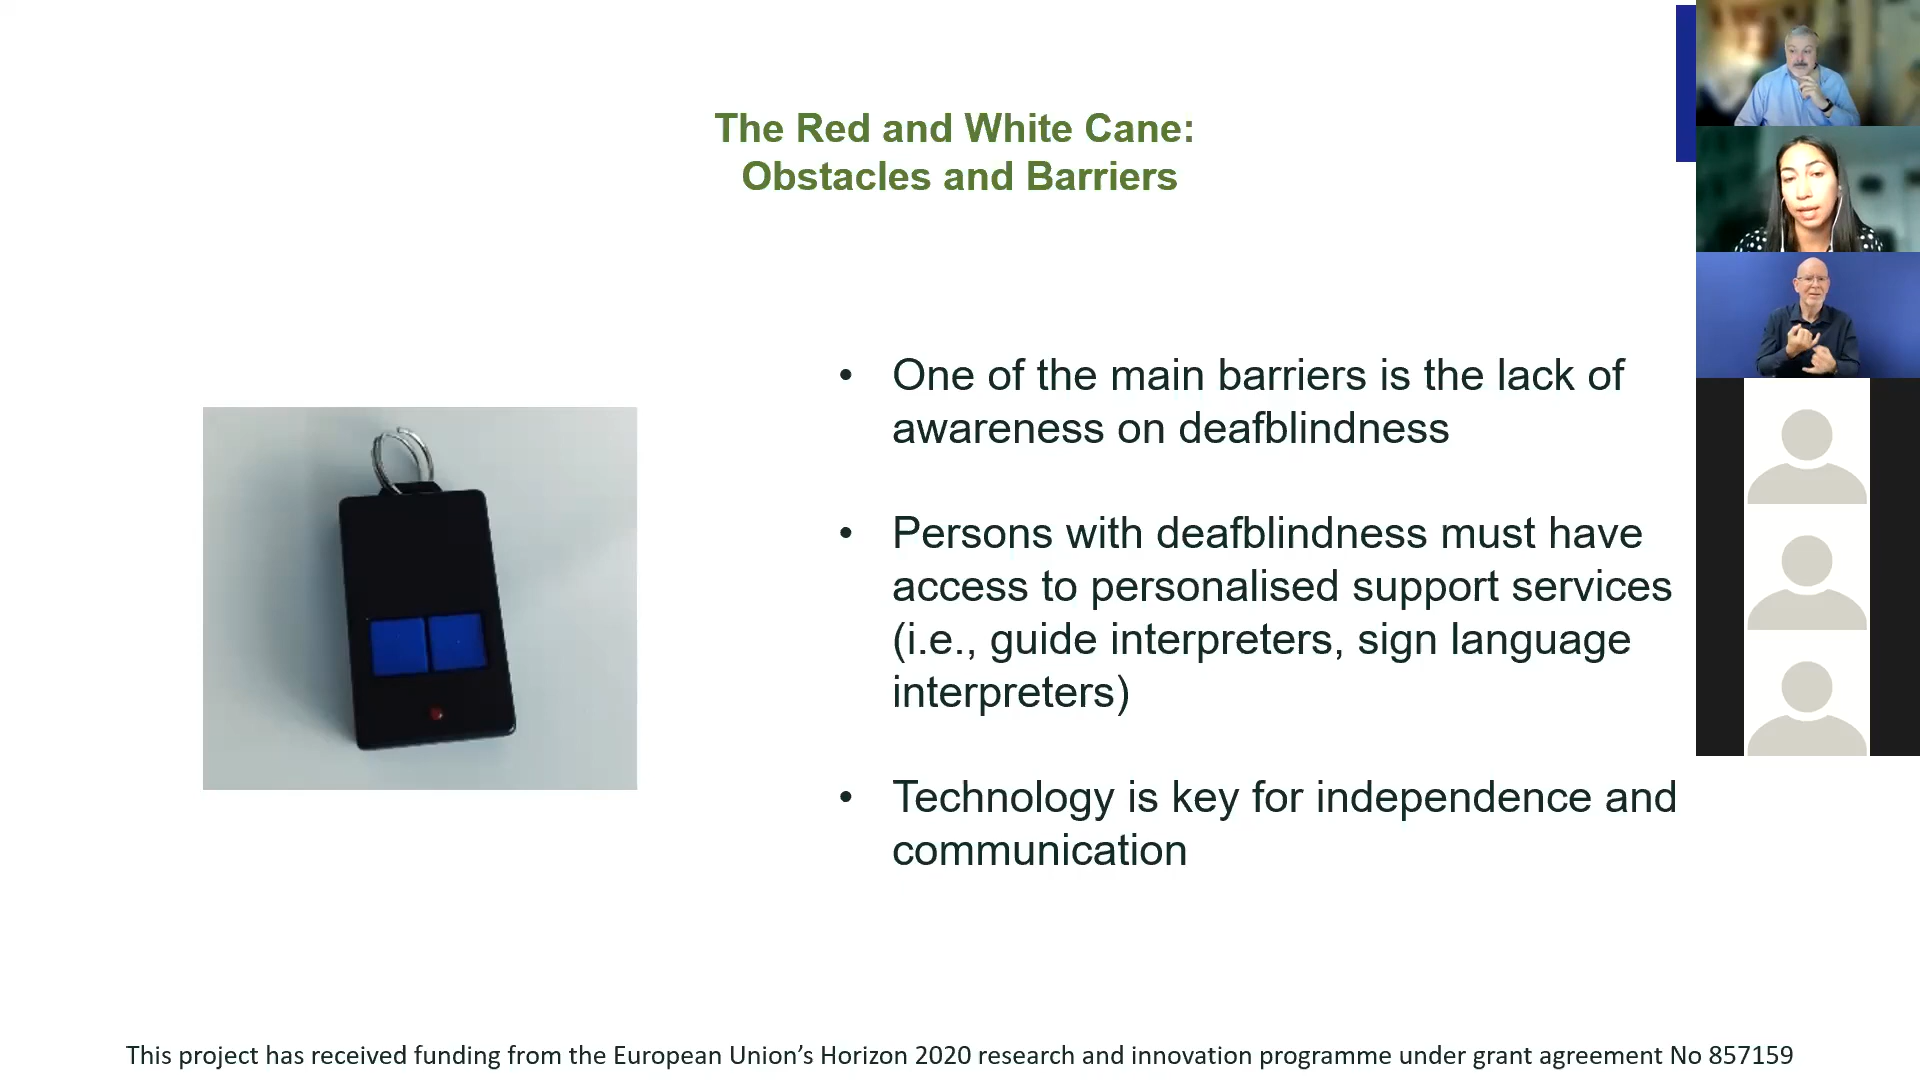 The Red and White Cane:
Obstacles and Barriers
• One of the main barriers is the lack of
awareness on deafblindness
• Persons with deafblindness must have
access to personalised support services
(i.e., guide interpreters, sign language
interpreters)
• Technology is key for independence and
communication
This project has received funding from the European Union’s Horizon 2020 research and innovation programme under grant agreement No 857159